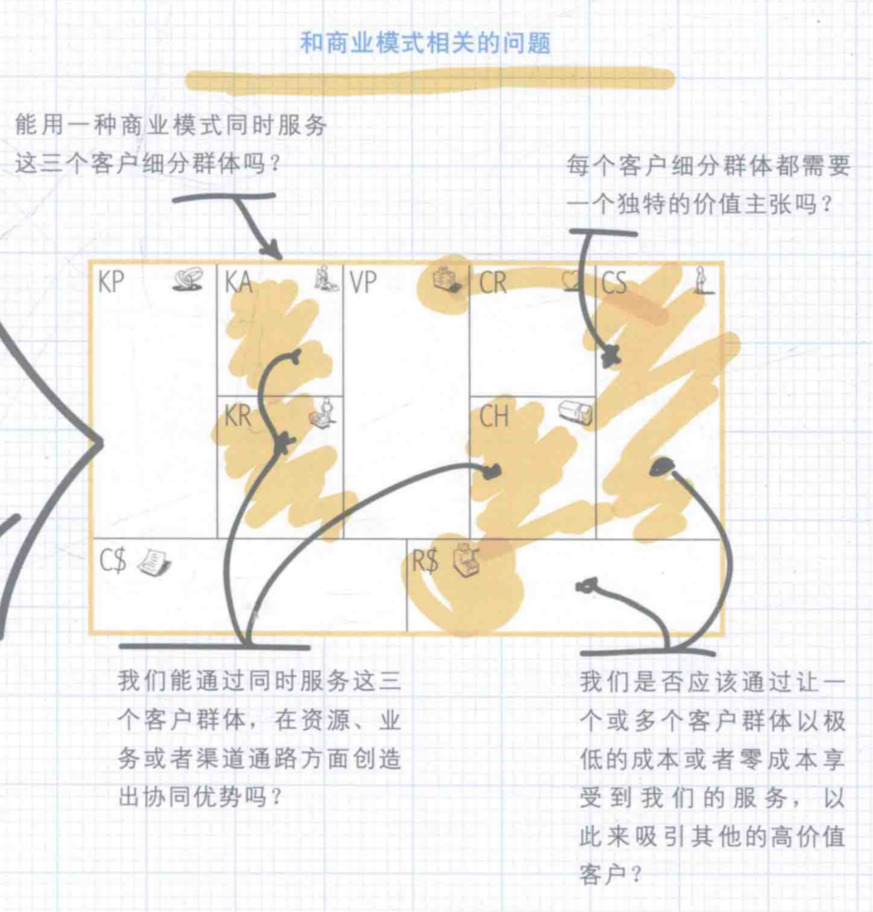 和商业模式相关的问题
能用一种商业模式同时服务
这三个客户细分群体吗？
每个客户细分群体都需要
一个独特的价值主张吗？
KP
KA
VP
CR
CS
KR
CH
C$
R$
我们能通过同时服务这三
个客户群体，在资源、业
务或者渠道通路方面创造
出协同优势吗？
我们是否应该通过让一
个或多个客户群体以极
低的成本或者零成本享
受到我们的服务，以
此来吸引其他的高价值
客户？